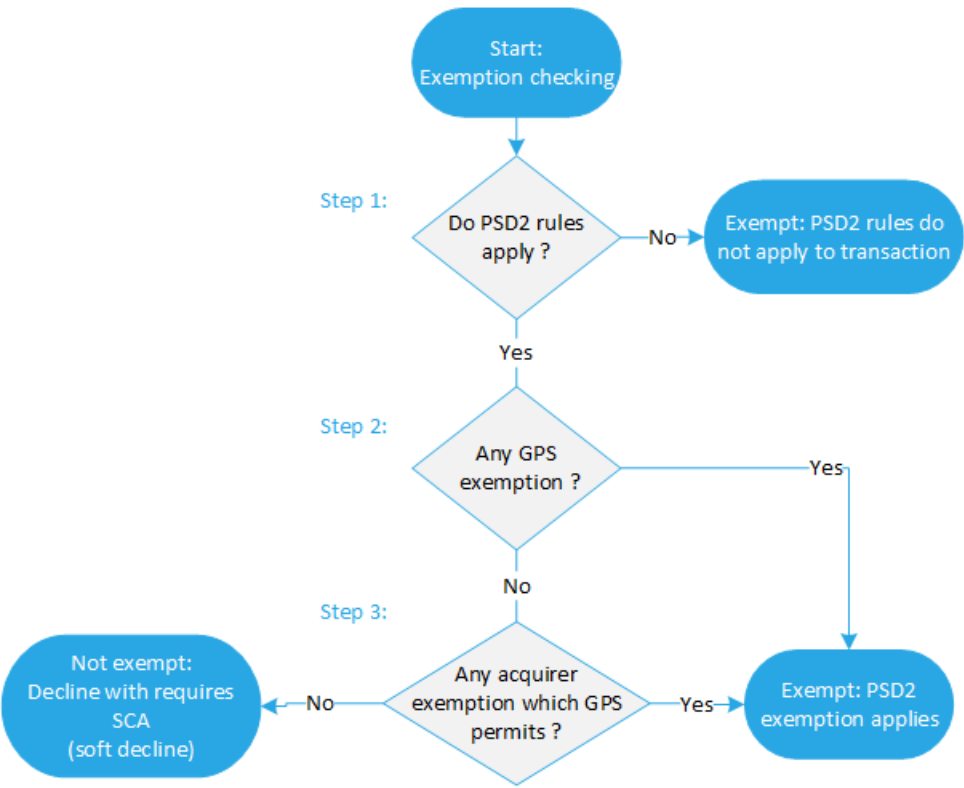 Start:
Exemption checking
Step 1:
Do PSD2 rules
apply ?
No
Exempt: PSD2 rules do
not apply to transaction
Yes
Step 2:
Any GPS
exemption ?
Yes
No
Step 3:
Not exempt:
Decline with requires
SCA
(soft decline)
No
Any acquirer
exemption which GPS
permits ?
Yes
Exempt: PSD2
exemption applies